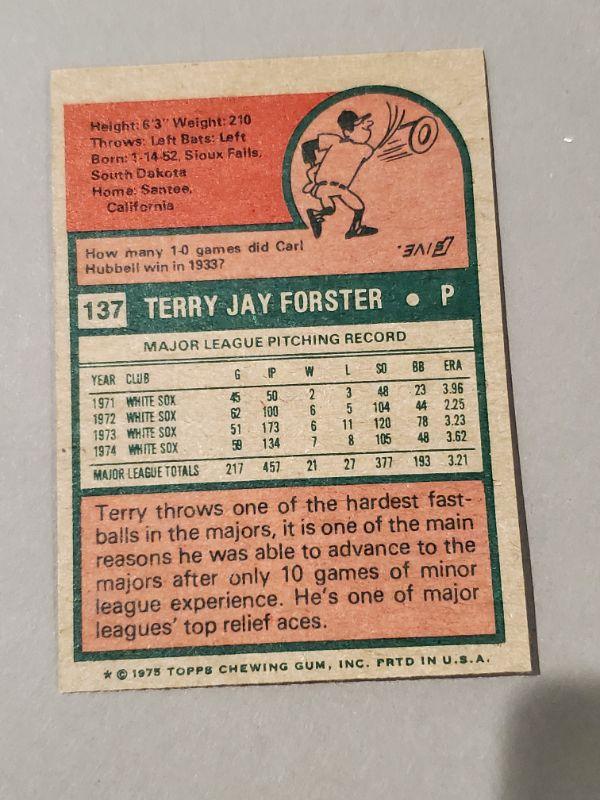 Height: 6'3" Weight: 210
Throws: Left Bats: Left
Born: 1-14-52, Sioux Falls,
South Dakota
Home: Santee,
California
How many 1-0 games did Carl
Hubbell win in 1933?
FIVE.
137 TERRY JAY FORSTER • P
MAJOR LEAGUE PITCHING RECORD
YEAR CLUB G IP W L SO BB ERA
1971 WHITE SOX 45 50 2 3 48 23 3.96
1972 WHITE SOX 62 100 6 5 104 44 2.25
1973 WHITE SOX 51 173 6 11 120 78 3.23
1974 WHITE SOX 59 134 7 8 105 48 3.62
MAJOR LEAGUE TOTALS 217 457 21 27 377 193 3.21
Terry throws one of the hardest fast-
balls in the majors, it is one of the main
reasons he was able to advance to the
majors after only 10 games of minor
league experience. He's one of major
leagues' top relief aces.
★ © 1975 TOPPS CHEWING GUM, INC. PRTD IN U.S.A.